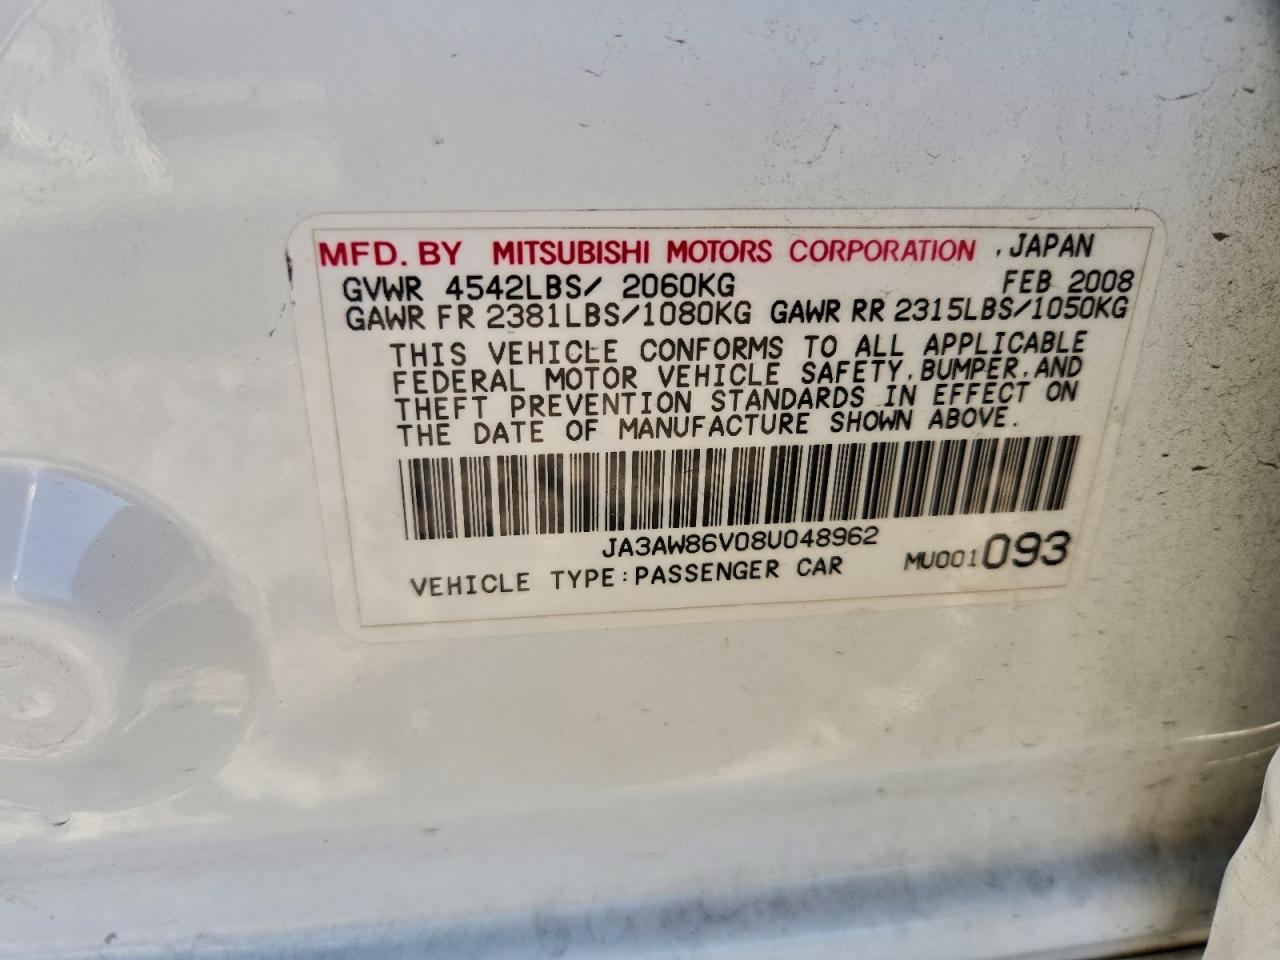 MFD. BY MITSUBISHI MOTORS CORPORATION , JAPAN
GVWR 4542LBS/ 2060KG FEB 2008
GAWR FR 2381LBS/1080KG GAWR RR 2315LBS/1050KG
THIS VEHICLE CONFORMS TO ALL APPLICABLE
FEDERAL MOTOR VEHICLE SAFETY, BUMPER, AND
THEFT PREVENTION STANDARDS IN EFFECT ON
THE DATE OF MANUFACTURE SHOWN ABOVE.
JA3AW86V08U048962
VEHICLE TYPE:PASSENGER CAR MU001093